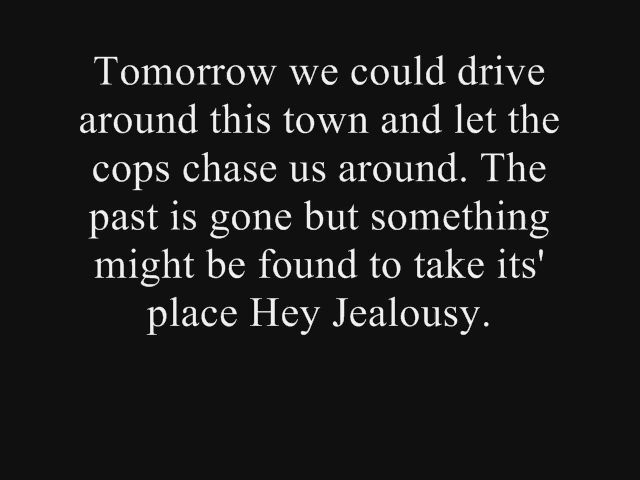 Tomorrow we could drive
around this town and let the
cops chase us around. The
past is gone but something
might be found to take its'
place Hey Jealousy.